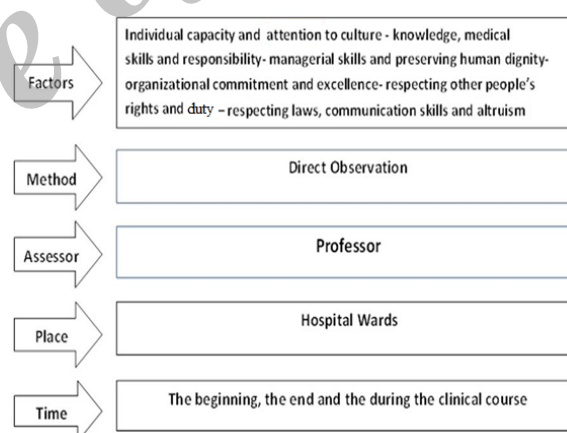 Factors
Individual capacity and attention to culture - knowledge, medical
skills and responsibility- managerial skills and preserving human dignity-
organizational commitment and excellence- respecting other people's
rights and duty – respecting laws, communication skills and altruism
Method
Direct Observation
Assessor
Professor
Place
Hospital Wards
Time
The beginning, the end and the during the clinical course